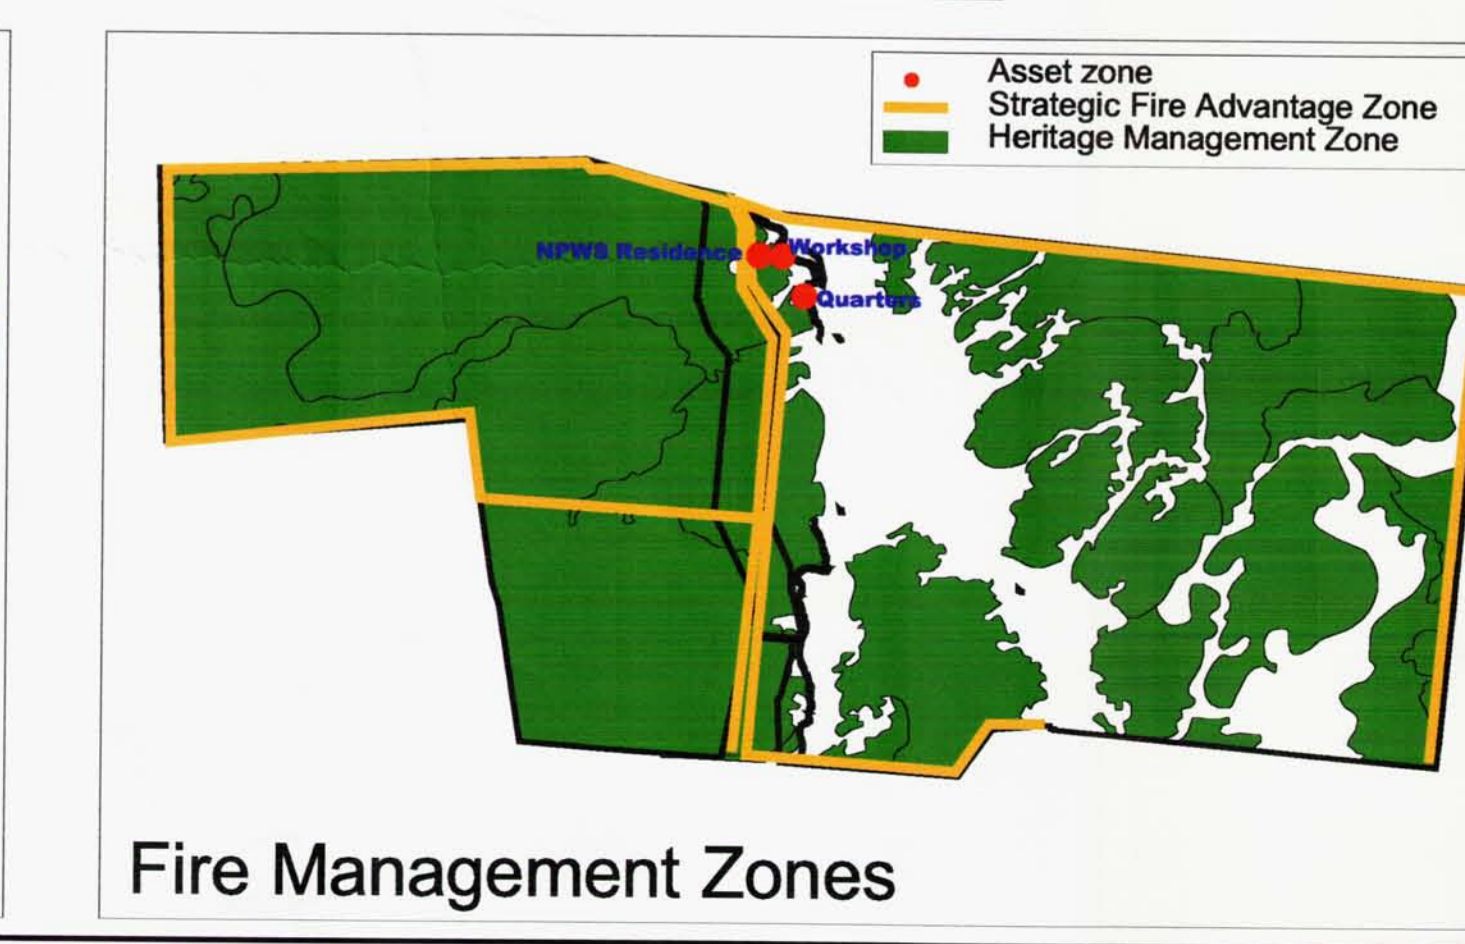 Asset zone
Strategic Fire Advantage Zone
Heritage Management Zone
NPWS Residence
Workshop
Quarters
Fire Management Zones